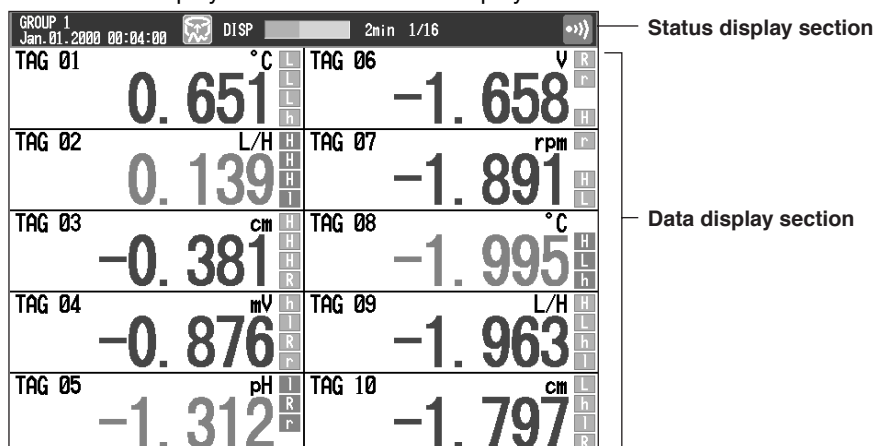 GROUP 1
Jan.01.2000 00:04:00 DISP 2min 1/16
Status display section
TAG 01 °C L
L
L
h
0.651
TAG 06 V R
r
H
-1.658
TAG 02 L/H H
H
H
l
0.139
TAG 07 rpm r
H
L
-1.891
Data display section
TAG 03 cm H
H
H
R
-0.381
TAG 08 °C
H
L
h
-1.995
TAG 04 mV h
l
R
r
-0.876
TAG 09 L/H H
L
h
l
-1.963
TAG 05 pH l
R
r
-1.312
TAG 10 cm L
h
l
R
-1.797